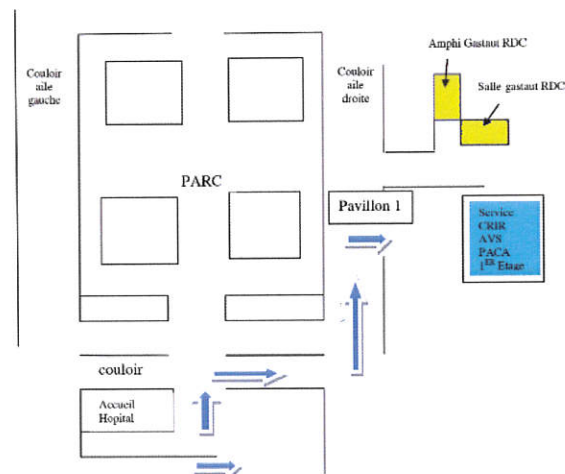 Amphi Gastaut RDC
Couloir
aile
gauche
Couloir
aile
droite
Salle gastaut RDC
PARC
Pavillon 1
Service
CRIR
AVS
PACA
1ER Etage
couloir
Accueil
Hopital